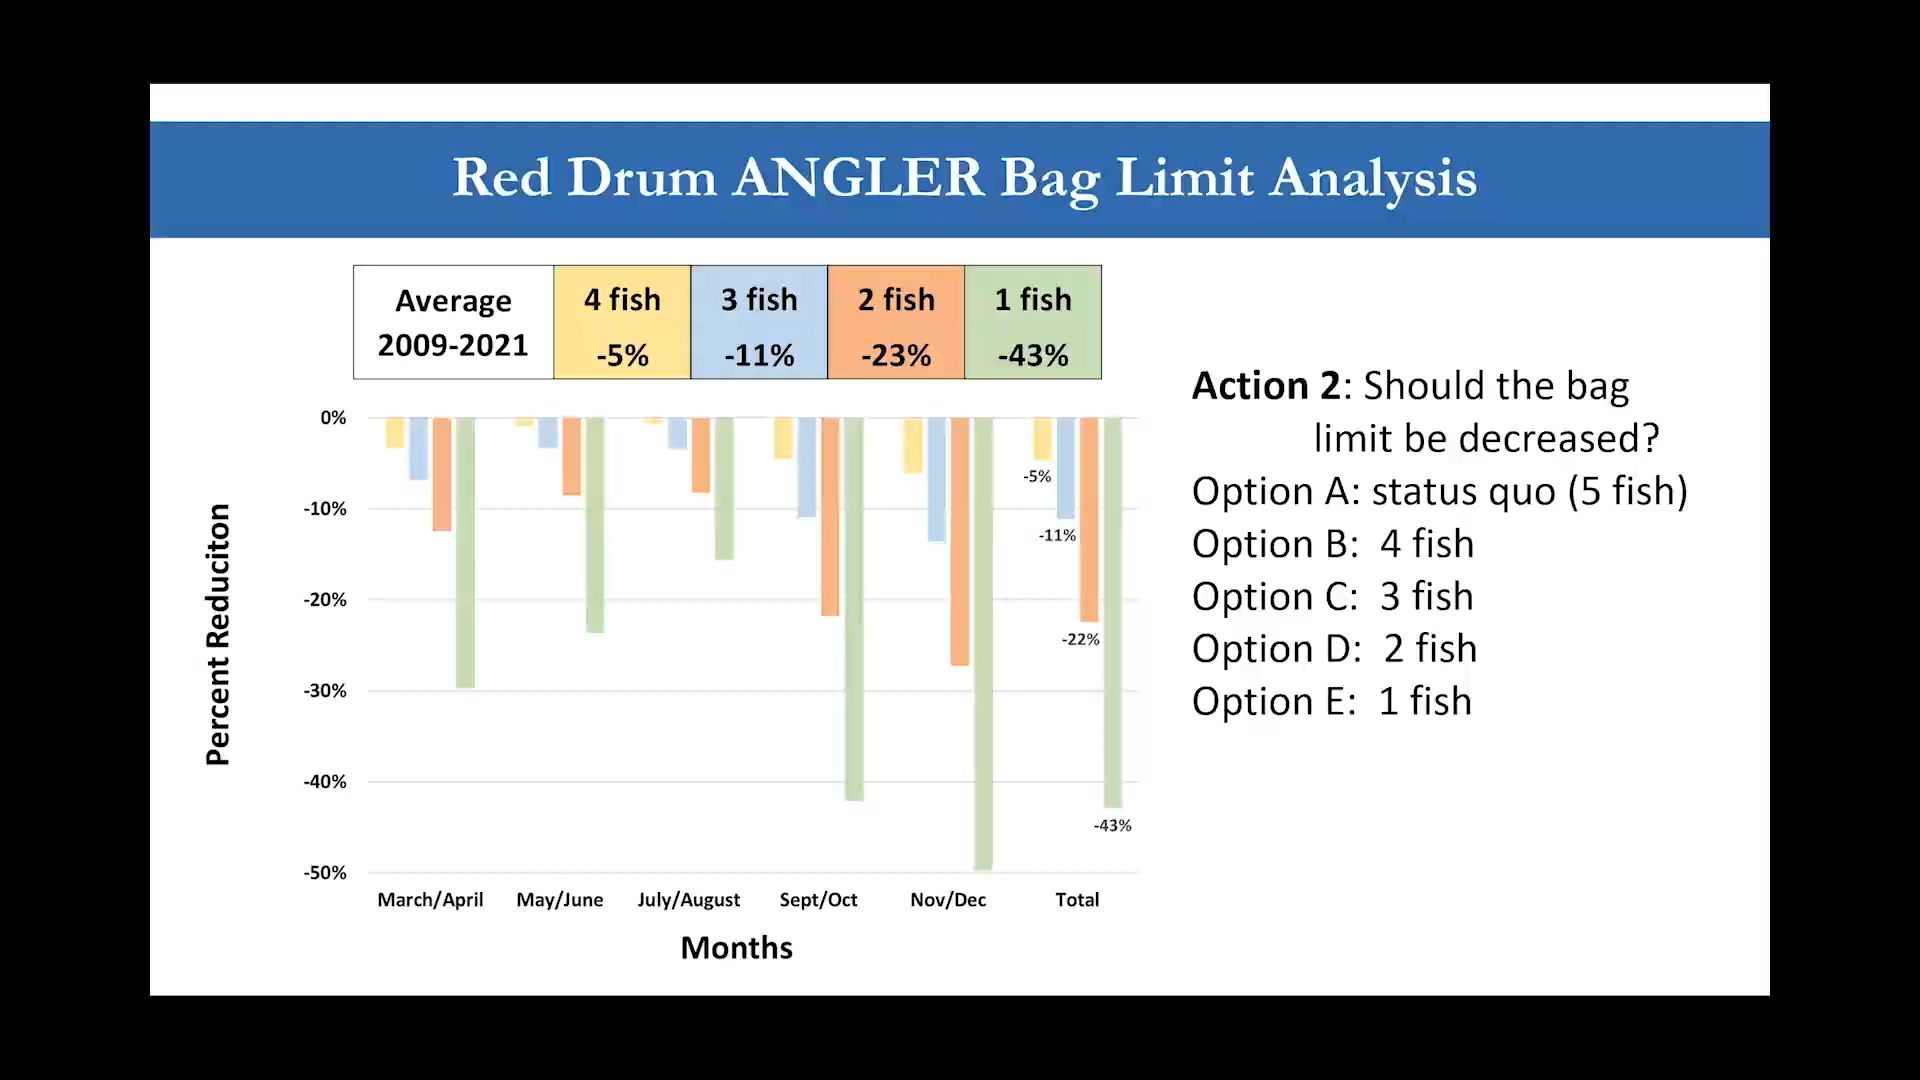 Red Drum ANGLER Bag Limit Analysis
Average
2009-2021
4 fish
-5%
3 fish
-11%
2 fish
-23%
1 fish
-43%
Percent Reduciton
0%
-10%
-20%
-30%
-40%
-50%
-5%
-11%
-22%
-43%
March/April
May/June
July/August
Sept/Oct
Nov/Dec
Total
Months
Action 2: Should the bag
limit be decreased?
Option A: status quo (5 fish)
Option B: 4 fish
Option C: 3 fish
Option D: 2 fish
Option E: 1 fish